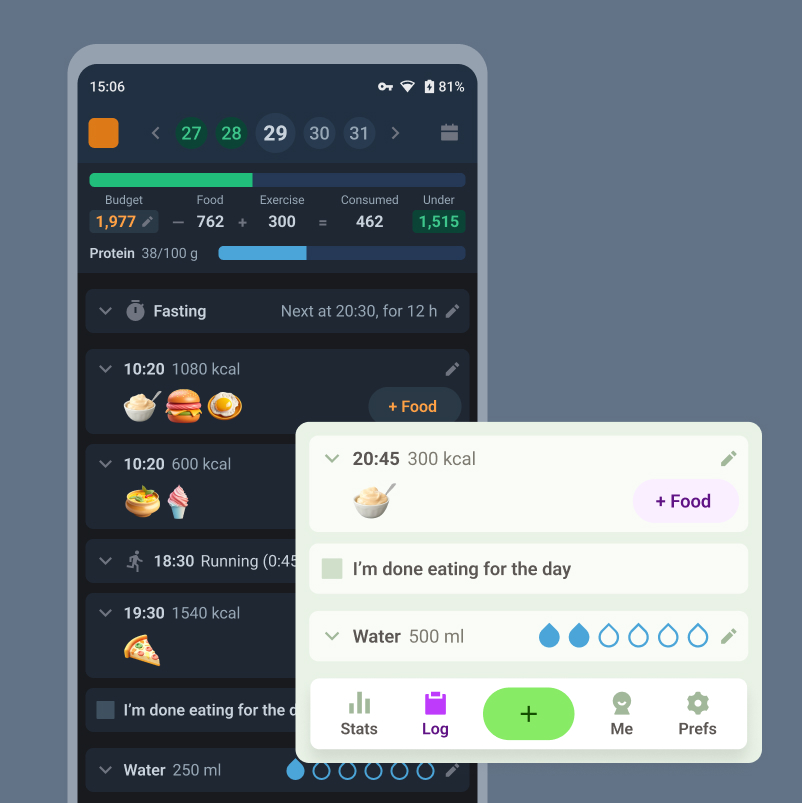 15:06 81%
27 28 29 30 31
Budget Food Exercise Consumed Under
1,977 − 762 + 300 = 462 1,515
Protein 38/100 g
Fasting Next at 20:30, for 12 h
10:20 1080 kcal
+ Food
10:20 600 kcal
18:30 Running (0:45
19:30 1540 kcal
I'm done eating for the d
Water 250 ml
20:45 300 kcal
+ Food
I'm done eating for the day
Water 500 ml
+
Stats Log Me Prefs